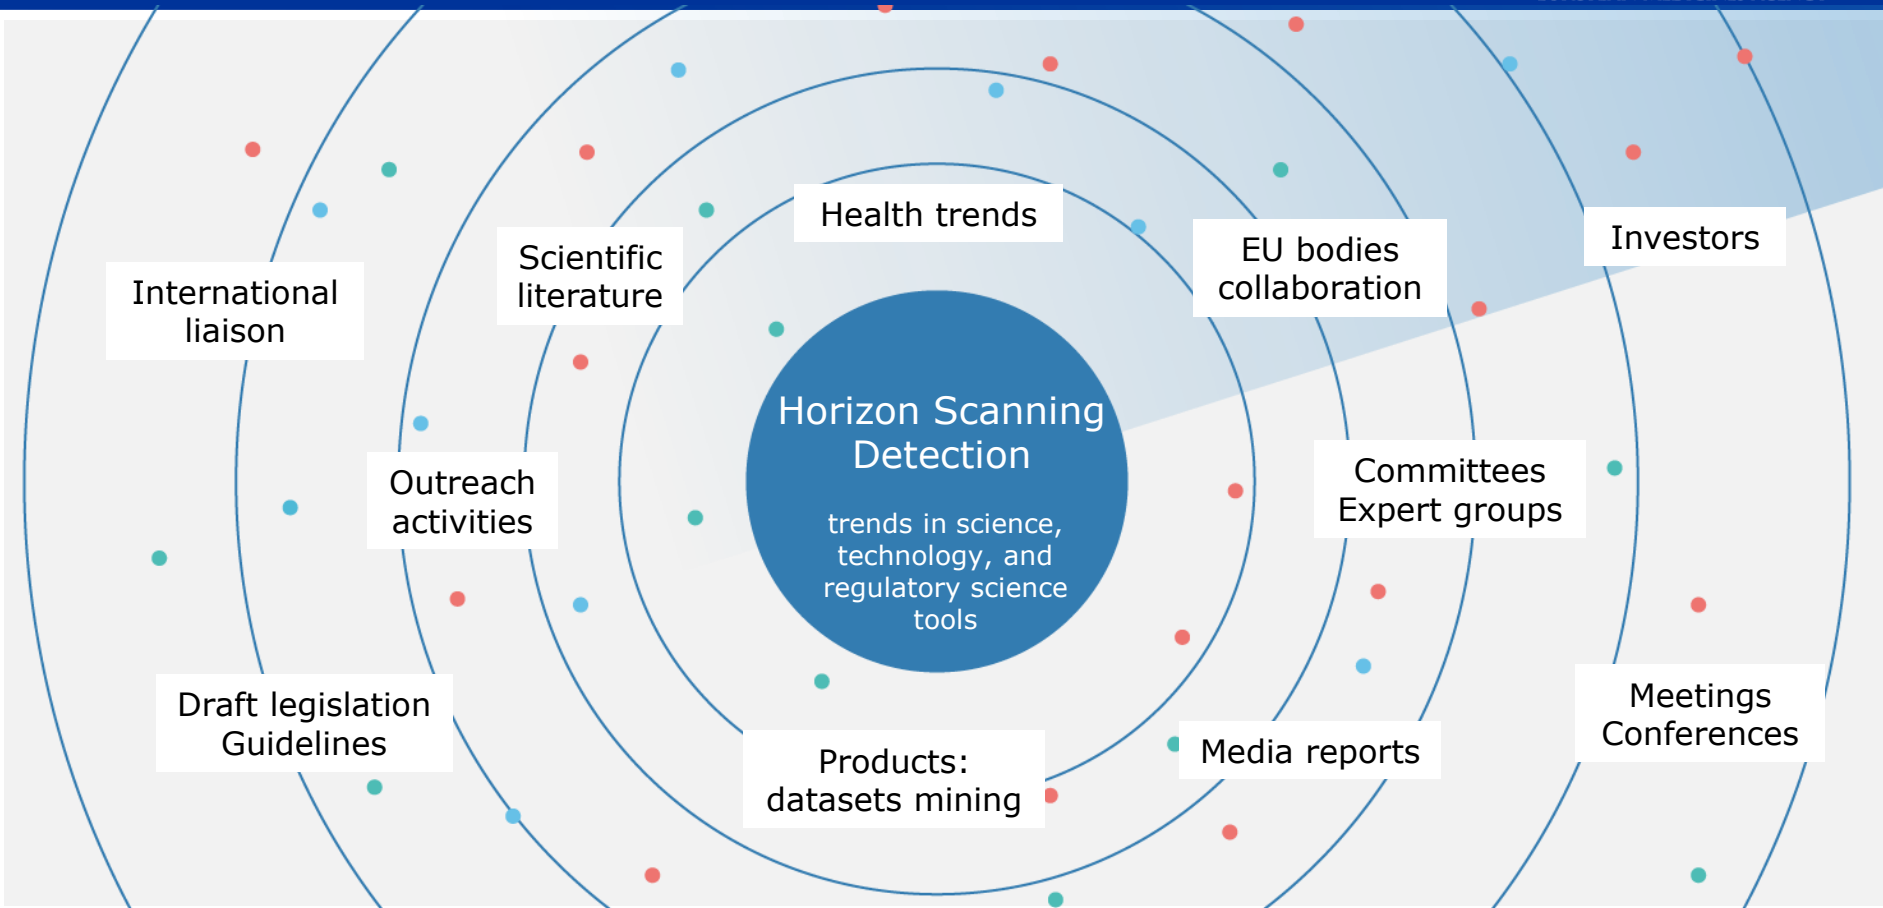 Health trends
Scientific
literature
EU bodies
collaboration
Investors
International
liaison
Horizon Scanning
Detection
trends in science,
technology, and
regulatory science
tools
Outreach
activities
Committees
Expert groups
Draft legislation
Guidelines
Products:
datasets mining
Media reports
Meetings
Conferences